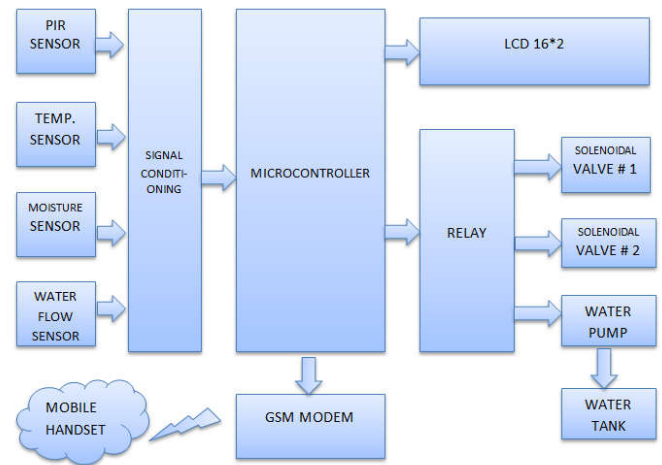 PIR
SENSOR
TEMP.
SENSOR
MOISTURE
SENSOR
WATER
FLOW
SENSOR
SIGNAL
CONDITI-
ONING
MICROCONTROLLER
LCD 16*2
RELAY
SOLENOIDAL
VALVE # 1
SOLENOIDAL
VALVE # 2
WATER
PUMP
WATER
TANK
GSM MODEM
MOBILE
HANDSET